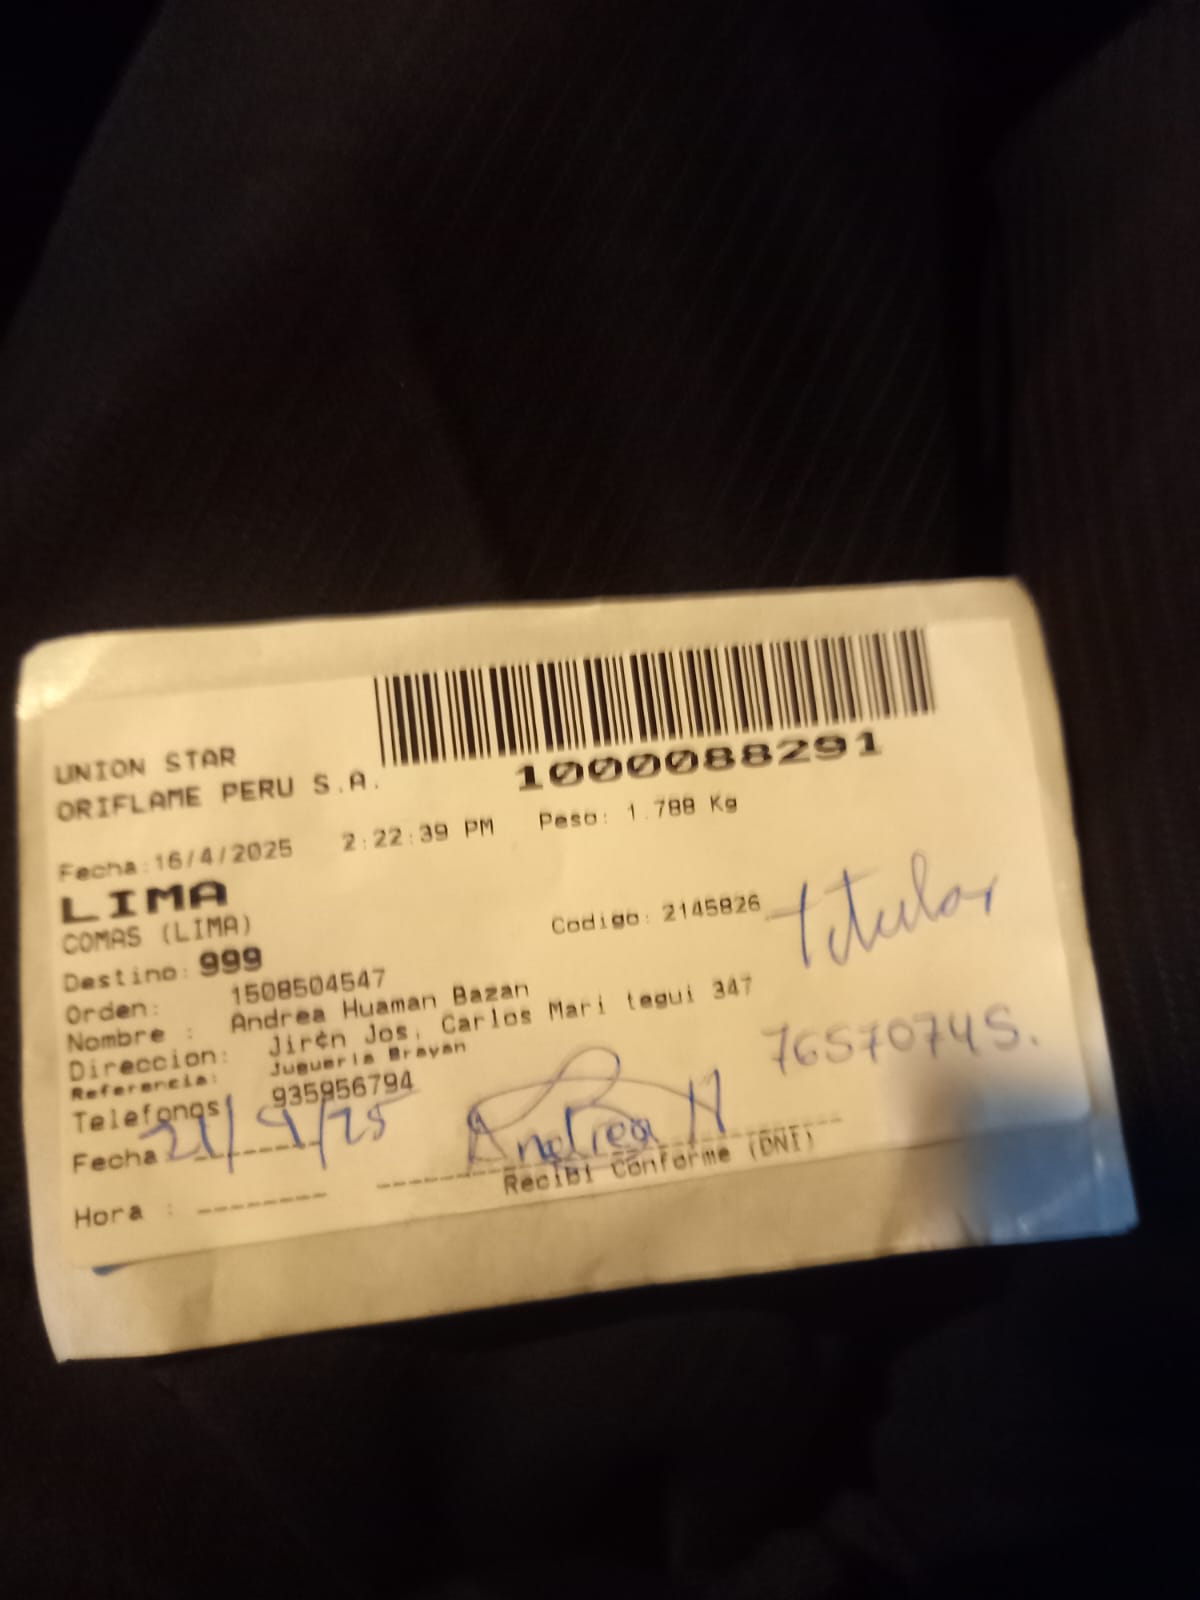 1000088291
UNION STAR
ORIFLAME PERU S.A.
Fecha:16/4/2025 2:22:39 PM Peso: 1.788 Kg
LIMA
COMAS (LIMA)
Codigo: 2145826
Titular
Destino: 999
Orden: 1508504547
Nombre : Andrea Huaman Bazan
Direccion: Jir¢n Jos, Carlos Mari tegui 347
Referencia: Jugueria Brayan
Telefonos 935956794
76570745.
Fecha 21/4/25
Andrea H
Recibi Conforme (DNI)
Hora :